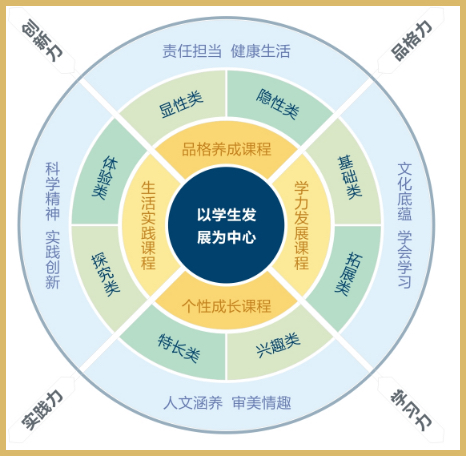 创新力
品格力
责任担当 健康生活
显性类
隐性类
品格养成课程
体验类
基础类
科学精神 实践创新
生活实践课程
以学生发
展为中心
学力发展课程
文化底蕴 学会学习
探究类
拓展类
个性成长课程
特长类
兴趣类
人文涵养 审美情趣
实践力
学习力